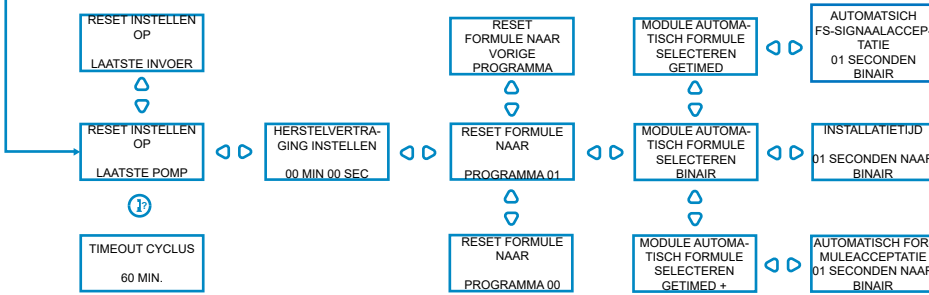 RESET INSTELLEN
OP
LAATSTE INVOER
RESET
FORMULE NAAR
VORIGE
PROGRAMMA
MODULE AUTOMA-
TISCH FORMULE
SELECTEREN
GETIMED
AUTOMATSICH
FS-SIGNAALACCEP-
TATIE
01 SECONDEN
BINAIR
RESET INSTELLEN
OP
LAATSTE POMP
HERSTELVERTRA-
GING INSTELLEN
00 MIN 00 SEC
RESET FORMULE
NAAR
PROGRAMMA 01
MODULE AUTOMA-
TISCH FORMULE
SELECTEREN
BINAIR
INSTALLATIETIJD
01 SECONDEN NAAR
BINAIR
?
TIMEOUT CYCLUS
60 MIN.
RESET FORMULE
NAAR
PROGRAMMA 00
MODULE AUTOMA-
TISCH FORMULE
SELECTEREN
GETIMED +
AUTOMATISCH FOR
MULEACCEPTATIE
01 SECONDEN NAAR
BINAIR